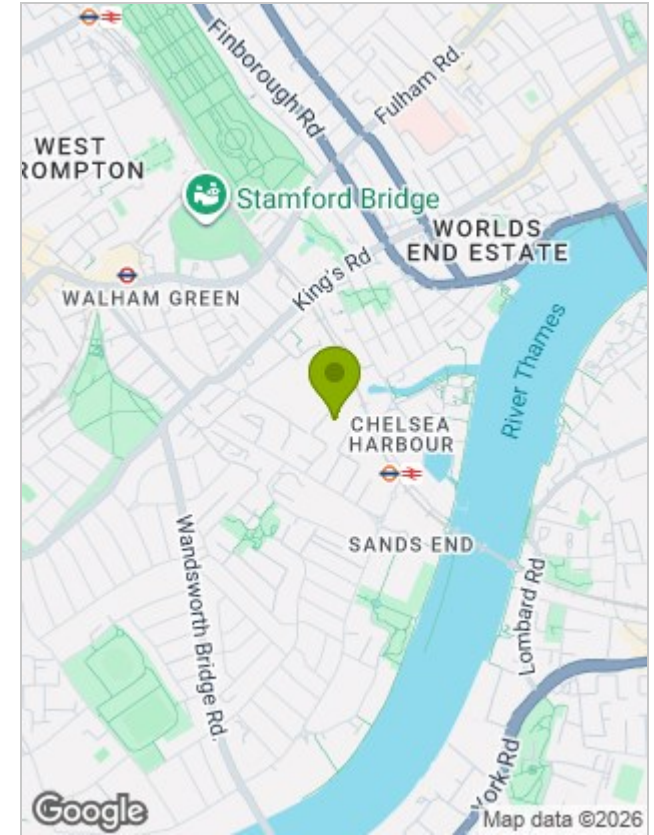 Finborough Rd
Fulham Rd.
WEST
ROMPTON
Stamford Bridge
WORLDS
END ESTATE
King's Rd
WALHAM GREEN
River Thames
CHELSEA
HARBOUR
SANDS END
Wandsworth Bridge Rd.
Lombard Rd
York Rd
Google
Map data ©2026